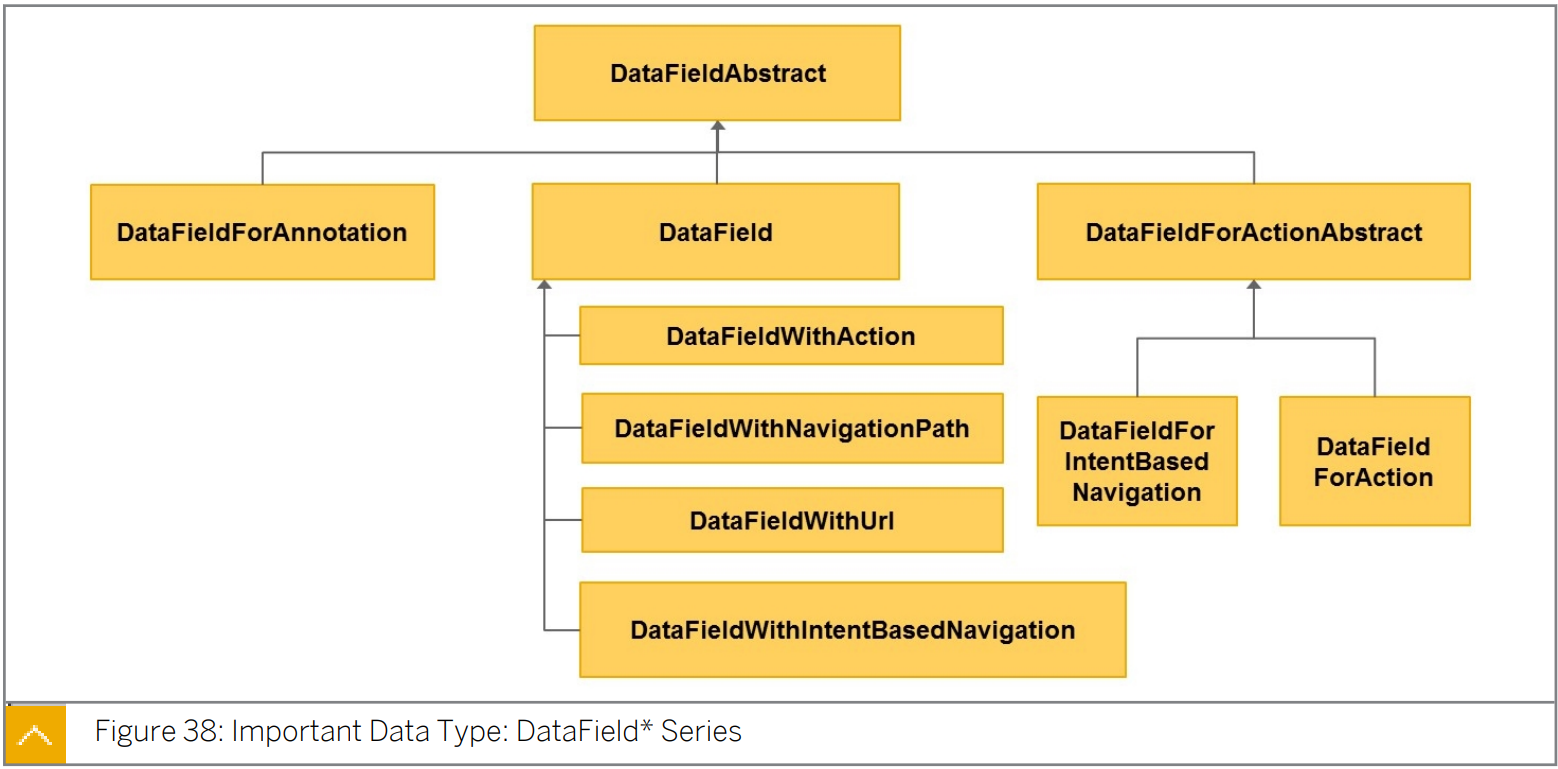 DataFieldAbstract
DataFieldForAnnotation
DataField
DataFieldForActionAbstract
DataFieldWithAction
DataFieldWithNavigationPath
DataFieldWithUrl
DataFieldWithIntentBasedNavigation
DataFieldFor
IntentBased
Navigation
DataField
ForAction
Figure 38: Important Data Type: DataField* Series